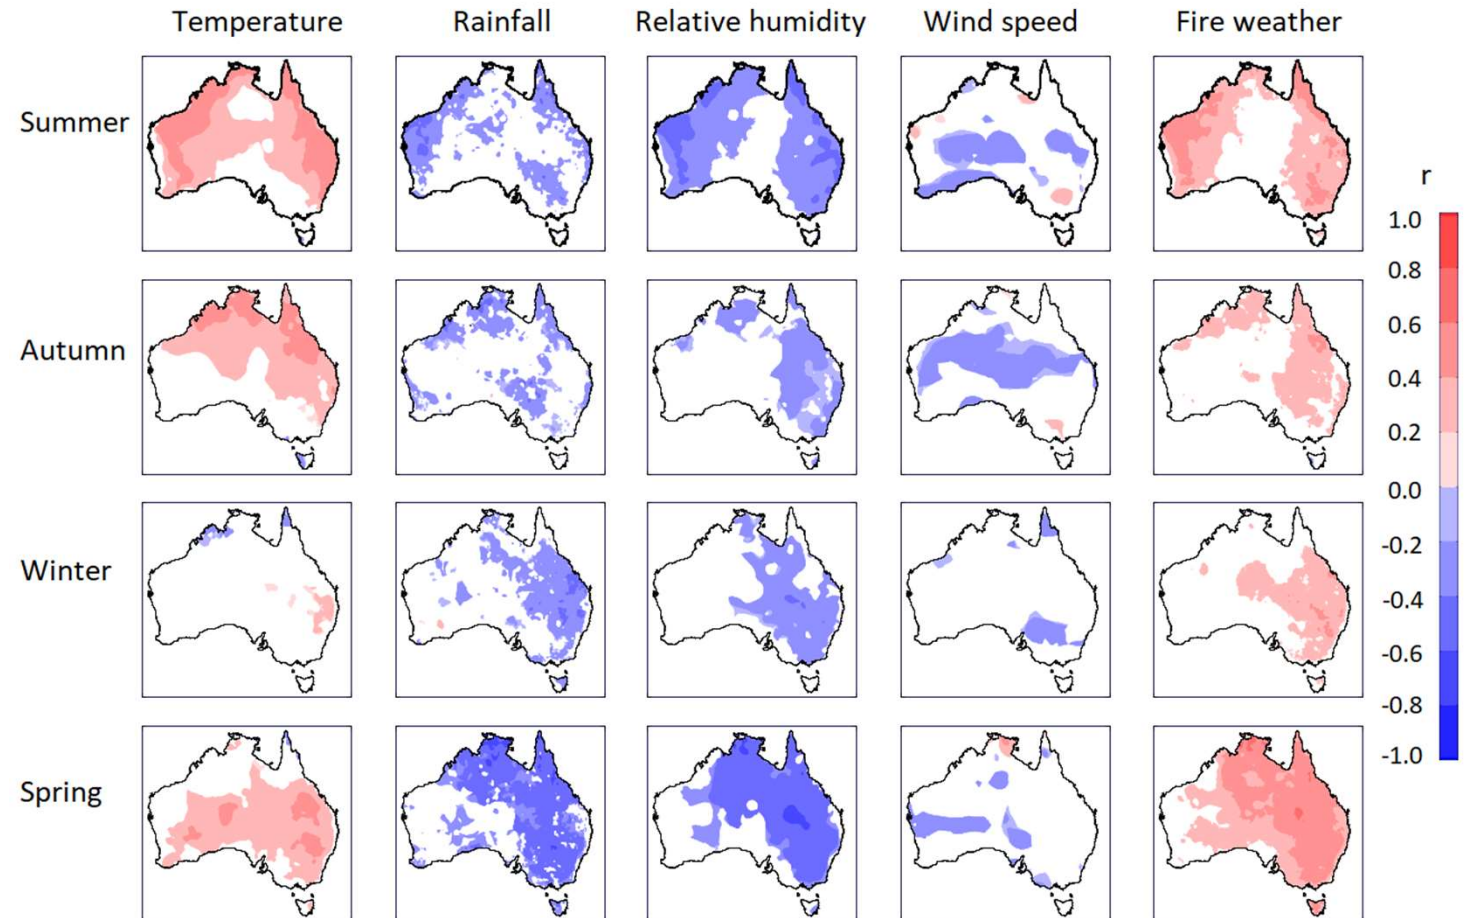 Temperature Rainfall Relative humidity Wind speed Fire weather
Summer
Autumn
Winter
Spring
r
1.0
0.8
0.6
0.4
0.2
0.0
-0.2
-0.4
-0.6
-0.8
-1.0